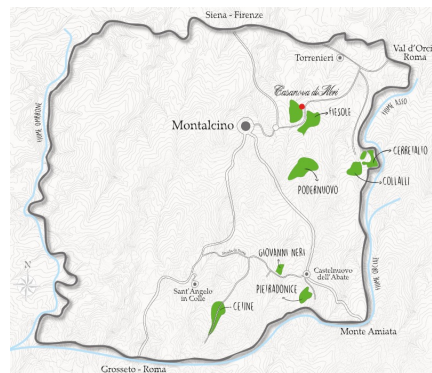 Siena - Firenze
Val d'Orcia
Roma
Torrenieri
Casanova di Neri
FIESOLE
FIUME ASSO
FIUME OMBRONE
Montalcino
CERRETALTO
COLLALLI
PODERNUOVO
GIOVANNI NERI
Sant'Angelo
in Colle
Castelnuovo
dell'Abate
PIETRADONICE
CETINE
FIUME ORCIA
Monte Amiata
Grosseto - Roma